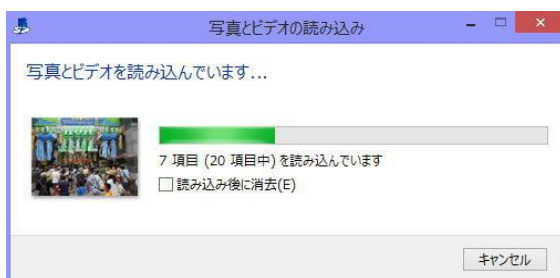 写真とビデオの読み込み
写真とビデオを読み込んでいます...
7 項目 (20 項目中) を読み込んでいます
読み込み後に消去(E)
キャンセル